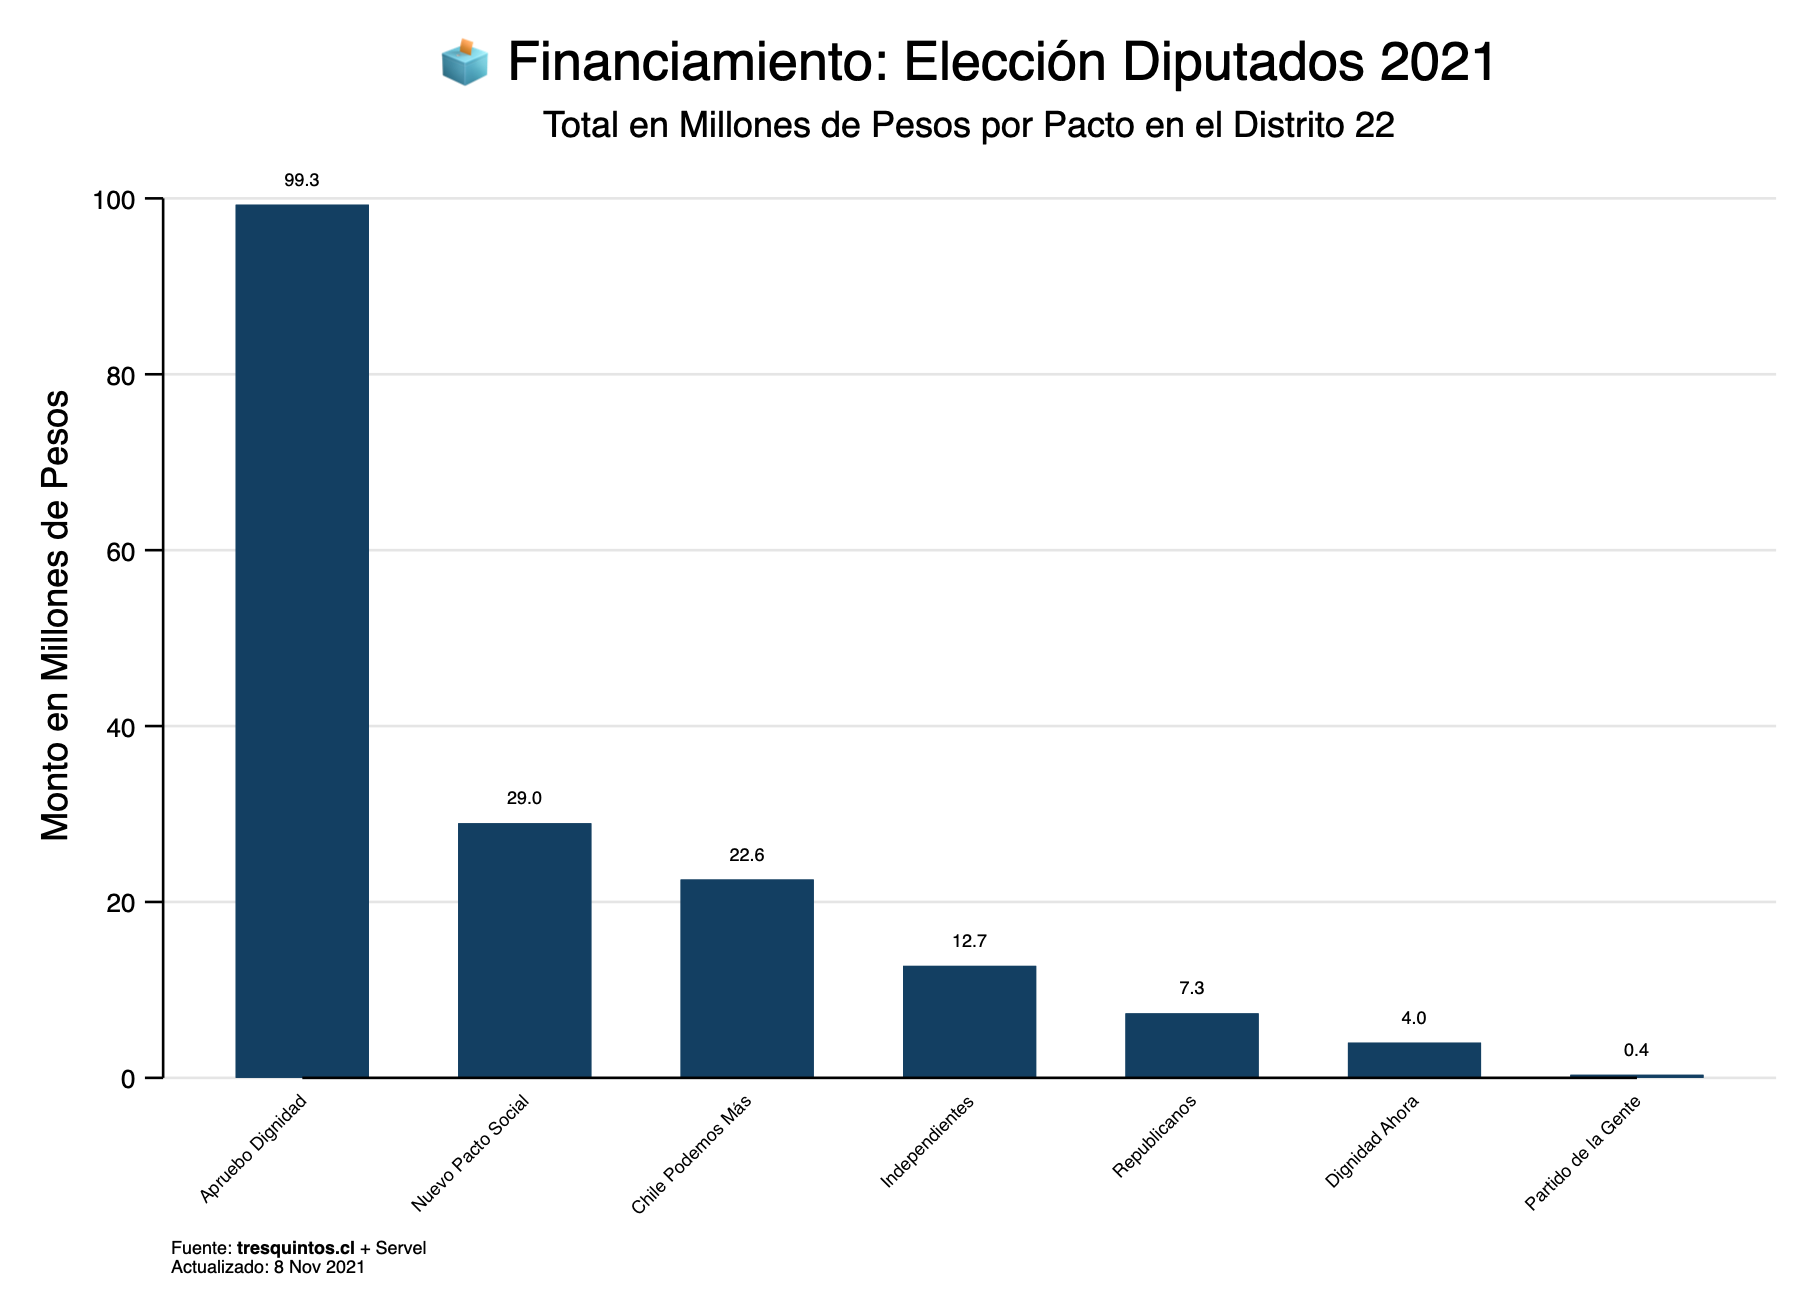 Financiamiento: Elección Diputados 2021
Total en Millones de Pesos por Pacto en el Distrito 22
Monto en Millones de Pesos
100
80
60
40
20
0
99.3
29.0
22.6
12.7
7.3
4.0
0.4
Apruebo Dignidad
Nuevo Pacto Social
Chile Podemos Más
Independientes
Republicanos
Dignidad Ahora
Partido de la Gente
Fuente: tresquintos.cl + Servel
Actualizado: 8 Nov 2021